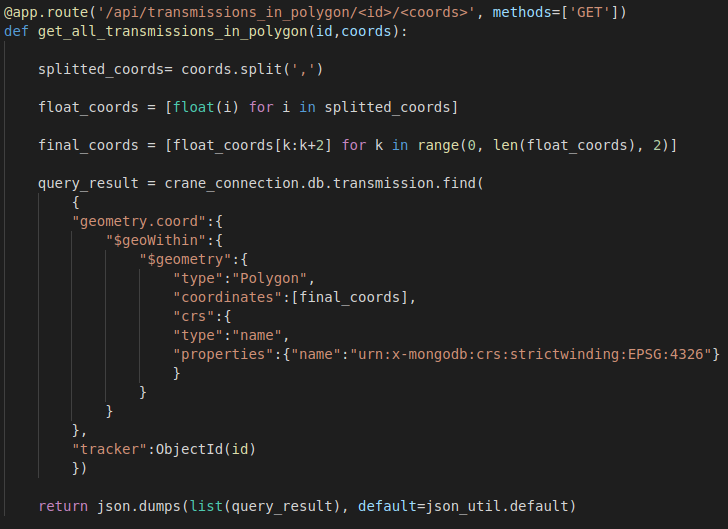 @app.route('/api/transmissions_in_polygon/<id>/<coords>', methods=['GET'])
def get_all_transmissions_in_polygon(id,coords):
splitted_coords= coords.split(',')
float_coords = [float(i) for i in splitted_coords]
final_coords = [float_coords[k:k+2] for k in range(0, len(float_coords), 2)]
query_result = crane_connection.db.transmission.find(
{
"geometry.coord":{
"$geoWithin":{
"$geometry":{
"type":"Polygon",
"coordinates":[final_coords],
"crs":{
"type":"name",
"properties":{"name":"urn:x-mongodb:crs:strictwinding:EPSG:4326"}
}
}
}
},
"tracker":ObjectId(id)
})
return json.dumps(list(query_result), default=json_util.default)